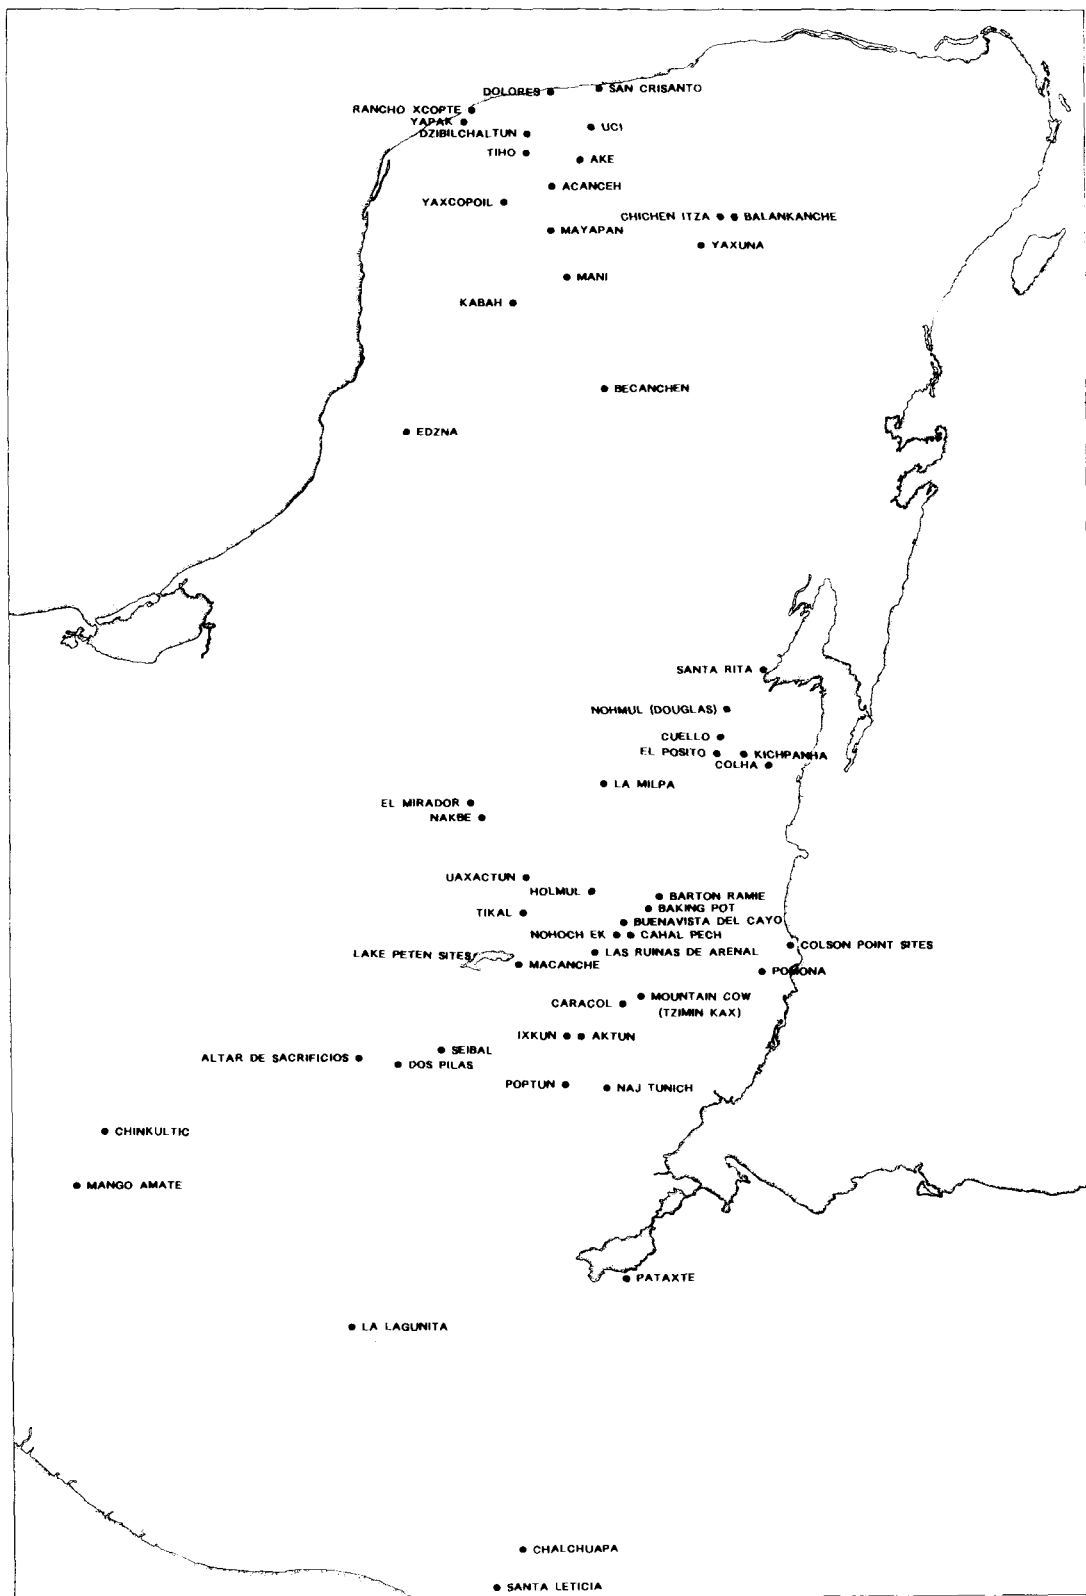 DOLORES
SAN CRISANTO
RANCHO XCOPTE
YAPAK
UCI
DZIBILCHALTUN
TIHO
AKE
ACANCEH
YAXCOPOIL
CHICHEN ITZA
BALANKANCHE
MAYAPAN
YAXUNA
MANI
KABAH
BECANCHEN
EDZNA
SANTA RITA
NOHMUL (DOUGLAS)
CUELLO
EL POSITO
KICHPANHA
COLHA
LA MILPA
EL MIRADOR
NAKBE
UAXACTUN
HOLMUL
BARTON RAMIE
BAKING POT
TIKAL
BUENAVISTA DEL CAYO
NOHOCH EK
CAHAL PECH
COLSON POINT SITES
LAKE PETEN SITES
LAS RUINAS DE ARENAL
MACANCHE
POMONA
MOUNTAIN COW
(TZIMIN KAX)
CARACOL
IXKUN
AKTUN
SEIBAL
ALTAR DE SACRIFICIOS
DOS PILAS
POPTUN
NAJ TUNICH
CHINKULTIC
MANGO AMATE
PATAXTE
LA LAGUNITA
CHALCHUAPA
SANTA LETICIA